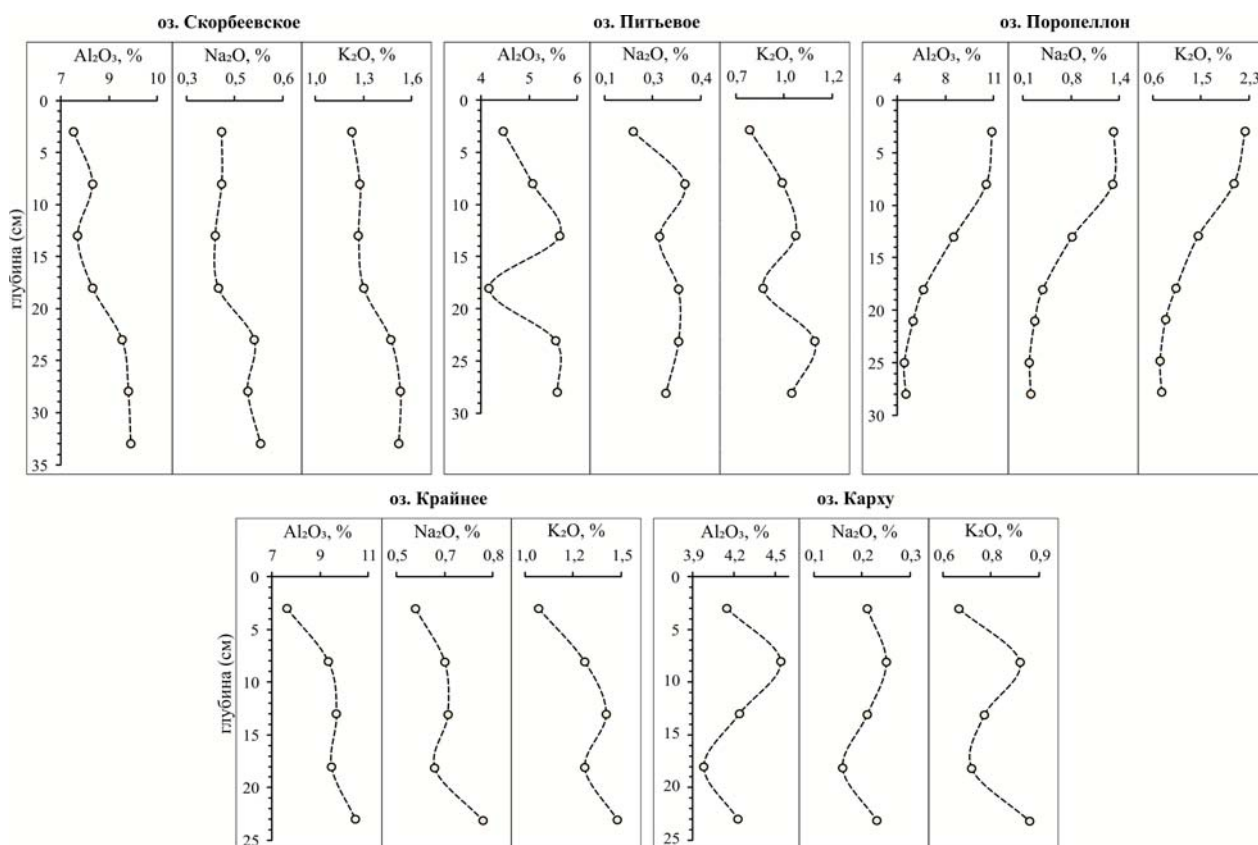 оз. Скорбеевское
Al₂O₃, %
7 9 10
Na₂O, %
0,3 0,5 0,6
K₂O, %
1,0 1,3 1,6
глубина (см)
0
5
10
15
20
25
30
35
оз. Питьевое
Al₂O₃, %
4 5 6
Na₂O, %
0,1 0,3 0,4
K₂O, %
0,7 1,0 1,2
0
5
10
15
20
25
30
оз. Поропеллон
Al₂O₃, %
4 8 11
Na₂O, %
0,1 0,8 1,4
K₂O, %
0,6 1,5 2,3
0
5
10
15
20
25
30
оз. Крайнее
Al₂O₃, %
7 9 11
Na₂O, %
0,5 0,7 0,8
K₂O, %
1,0 1,3 1,5
глубина (см)
0
5
10
15
20
25
оз. Карху
Al₂O₃, %
3,9 4,2 4,5
Na₂O, %
0,1 0,2 0,3
K₂O, %
0,6 0,8 0,9
0
5
10
15
20
25